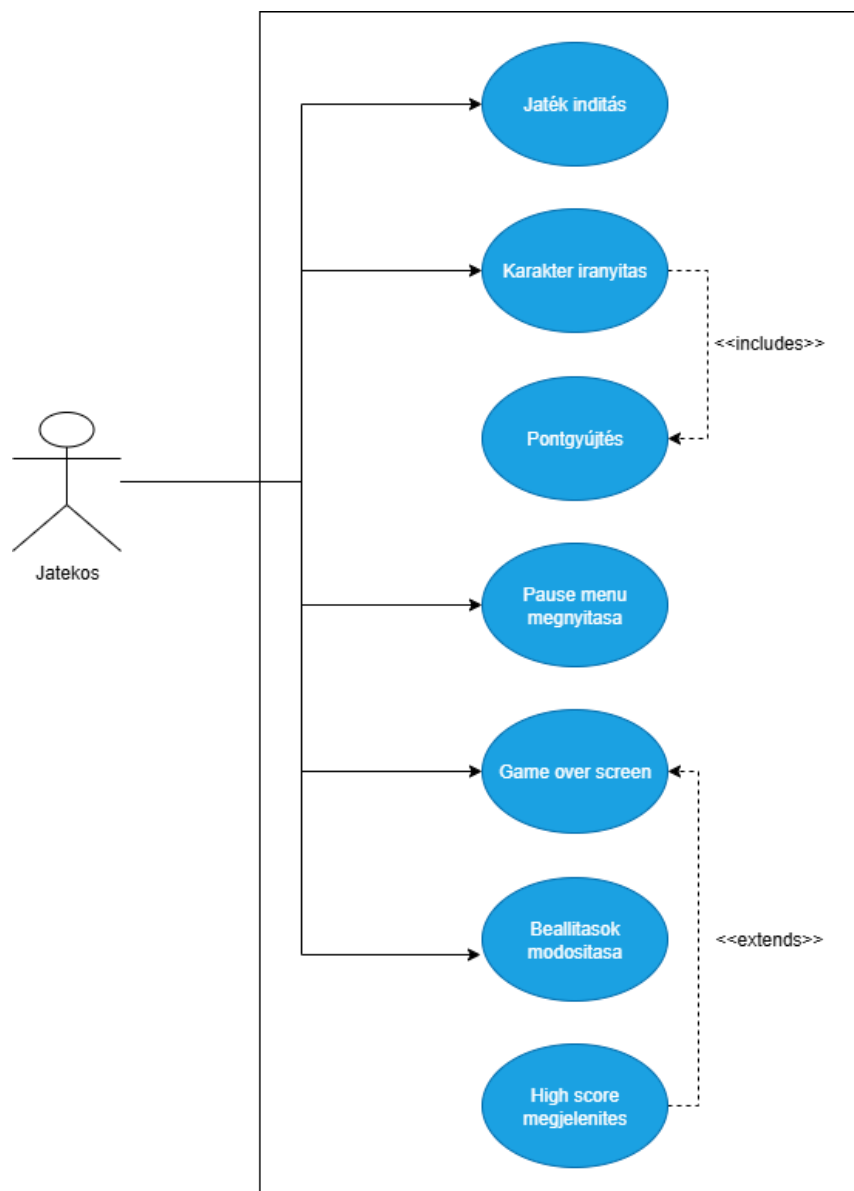 Jaték inditás
Karakter iranyitas
<<includes>>
Pontgyújtés
Jatekos
Pause menu
megnyitasa
Game over screen
Beallitasok
modositasa
<<extends>>
High score
megjelenites